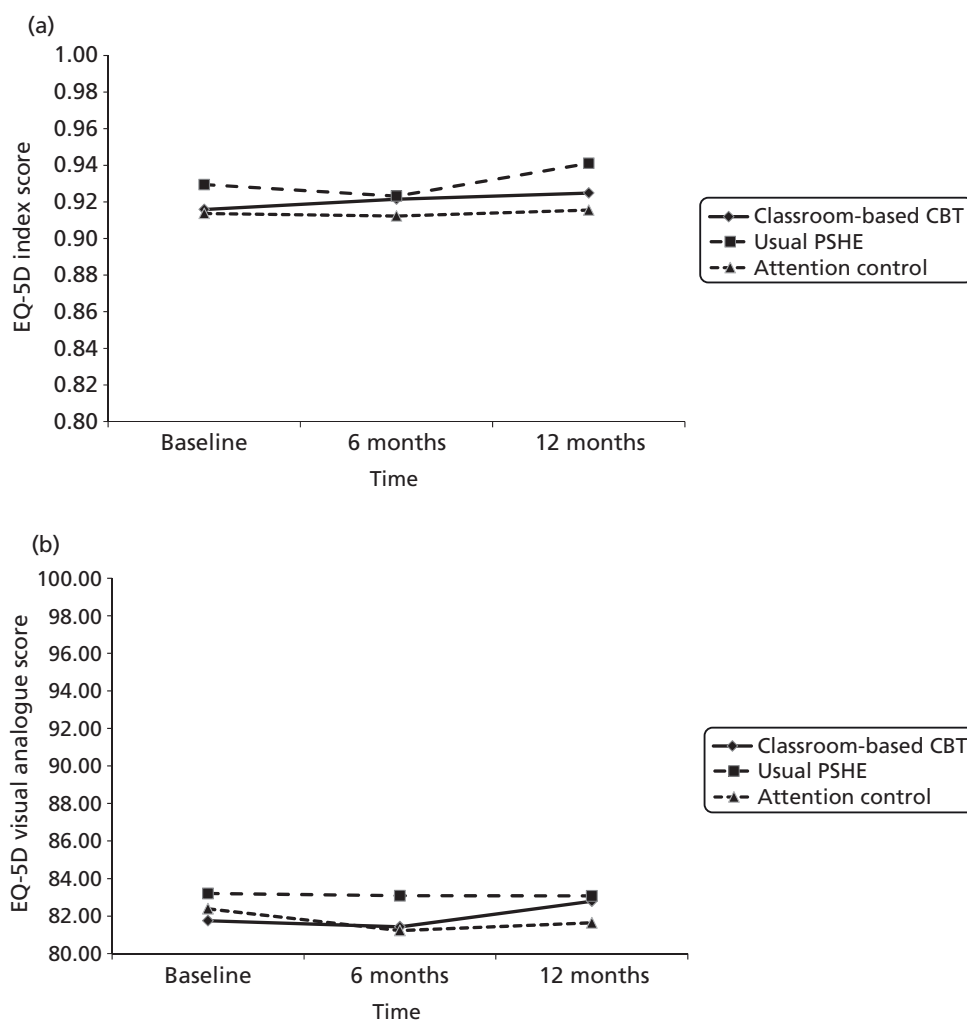 (a)
1.00
0.98
0.96
0.94
0.92
0.90
0.88
0.86
0.84
0.82
0.80
EQ-5D index score
Baseline
6 months
12 months
Time
Classroom-based CBT
Usual PSHE
Attention control
(b)
100.00
98.00
96.00
94.00
92.00
90.00
88.00
86.00
84.00
82.00
80.00
EQ-5D visual analogue score
Baseline
6 months
12 months
Time
Classroom-based CBT
Usual PSHE
Attention control